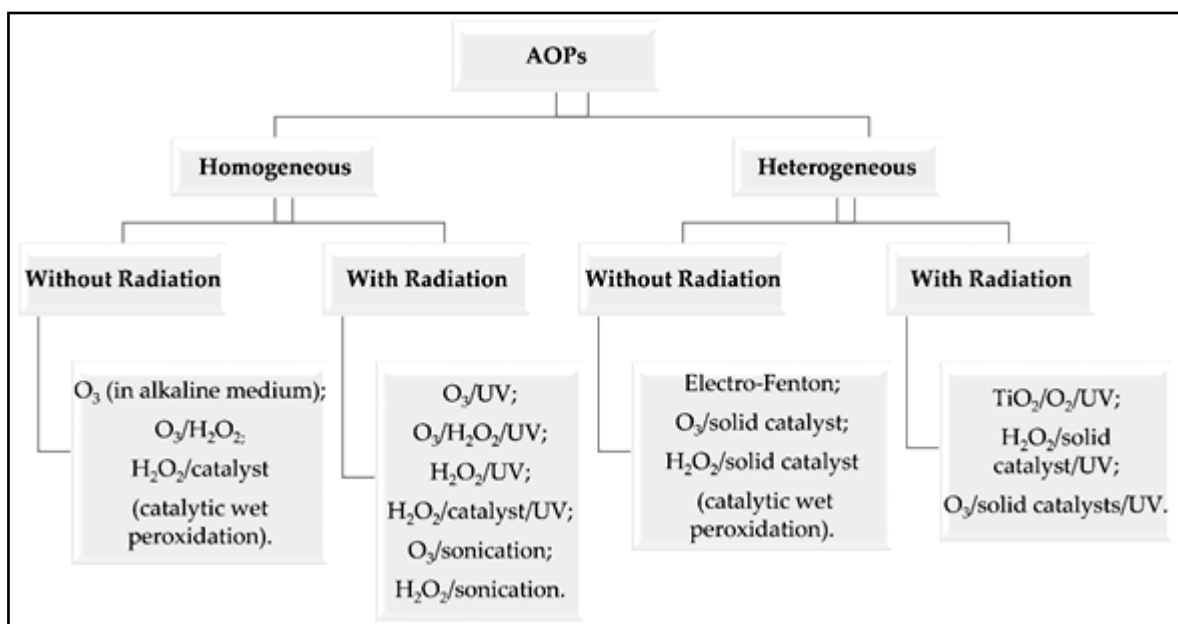 AOPs
Homogeneous
Heterogeneous
Without Radiation
With Radiation
Without Radiation
With Radiation
O₃ (in alkaline medium);
O₃/H₂O₂;
H₂O₂/catalyst
(catalytic wet
peroxidation).
O₃/UV;
O₃/H₂O₂/UV;
H₂O₂/UV;
H₂O₂/catalyst/UV;
O₃/sonication;
H₂O₂/sonication.
Electro-Fenton;
O₃/solid catalyst;
H₂O₂/solid catalyst
(catalytic wet
peroxidation).
TiO₂/O₂/UV;
H₂O₂/solid
catalyst/UV;
O₃/solid catalysts/UV.